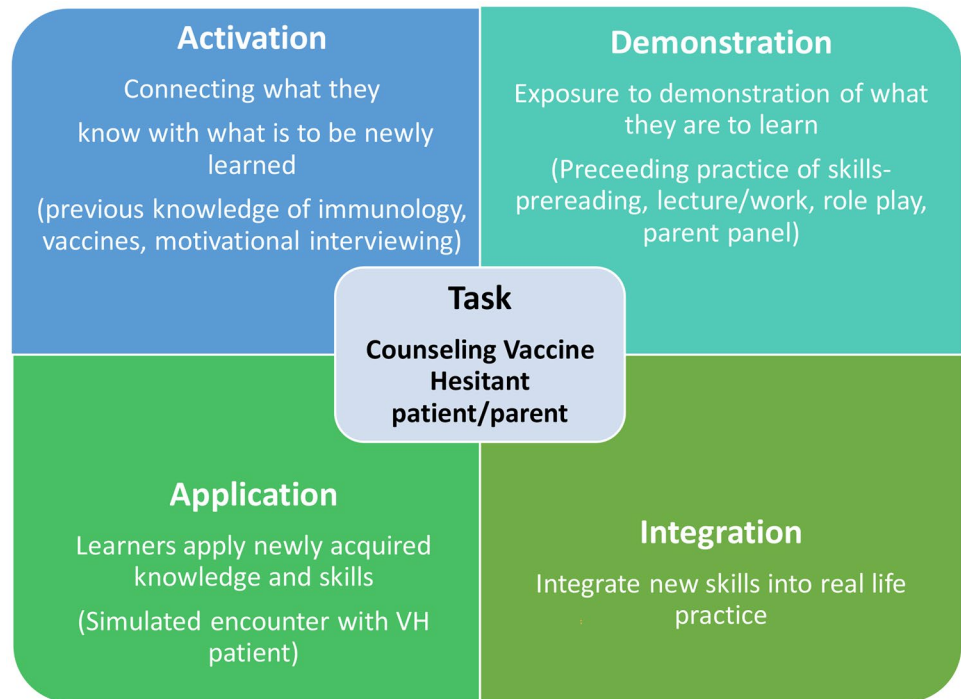 Activation
Connecting what they
know with what is to be newly
learned
(previous knowledge of immunology,
vaccines, motivational interviewing)
Demonstration
Exposure to demonstration of what
they are to learn
(Preceeding practice of skills-
prereading, lecture/work, role play,
parent panel)
Task
Counseling Vaccine
Hesitant
patient/parent
Application
Learners apply newly acquired
knowledge and skills
(Simulated encounter with VH
patient)
Integration
Integrate new skills into real life
practice